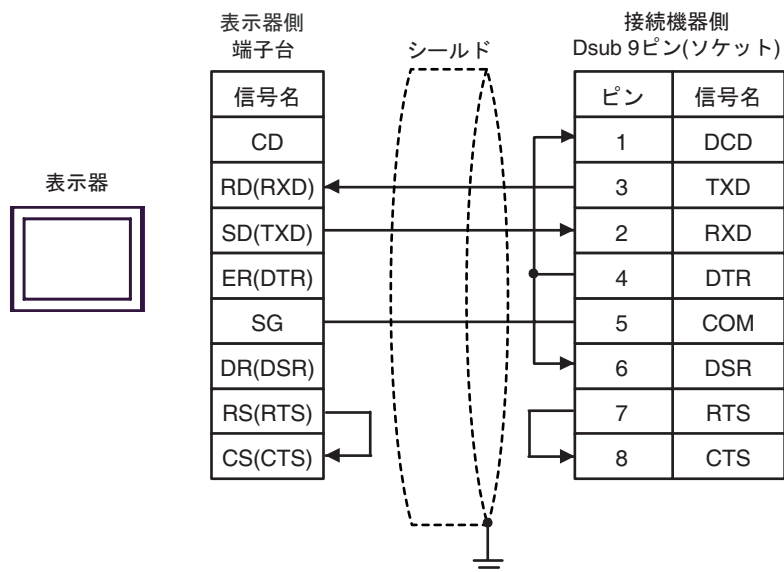 表示器側
端子台
シールド
接続機器側
Dsub 9ピン(ソケット)
表示器
信号名
CD
RD(RXD)
SD(TXD)
ER(DTR)
SG
DR(DSR)
RS(RTS)
CS(CTS)
ピン 信号名
1 DCD
3 TXD
2 RXD
4 DTR
5 COM
6 DSR
7 RTS
8 CTS